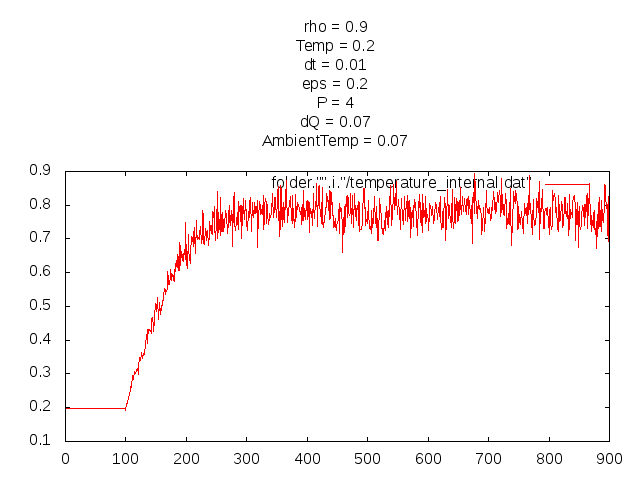 rho = 0.9
Temp = 0.2
dt = 0.01
eps = 0.2
P = 4
dQ = 0.07
AmbientTemp = 0.07
folder."".i."/temperature_internal.dat"
0.9
0.8
0.7
0.6
0.5
0.4
0.3
0.2
0.1
0 100 200 300 400 500 600 700 800 900